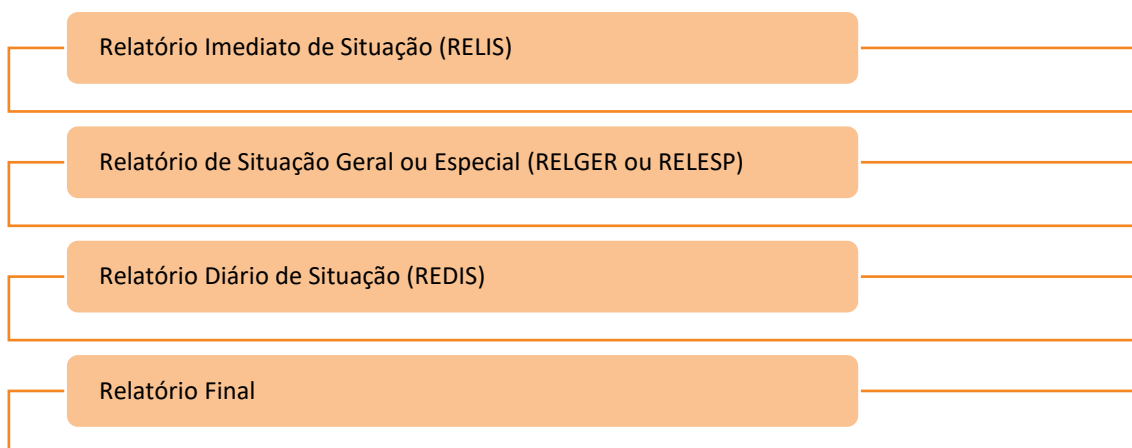 Relatório Imediato de Situação (RELIS)
Relatório de Situação Geral ou Especial (RELGER ou RELESP)
Relatório Diário de Situação (REDIS)
Relatório Final